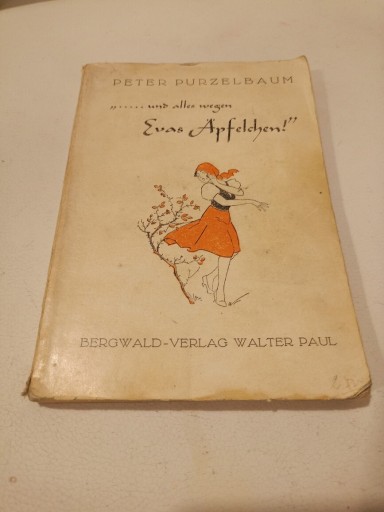 PETER PURZELBAUM
„······und alles wegen
Evas Äpfelchen!"
BERGWALD-VERLAG WALTER PAUL